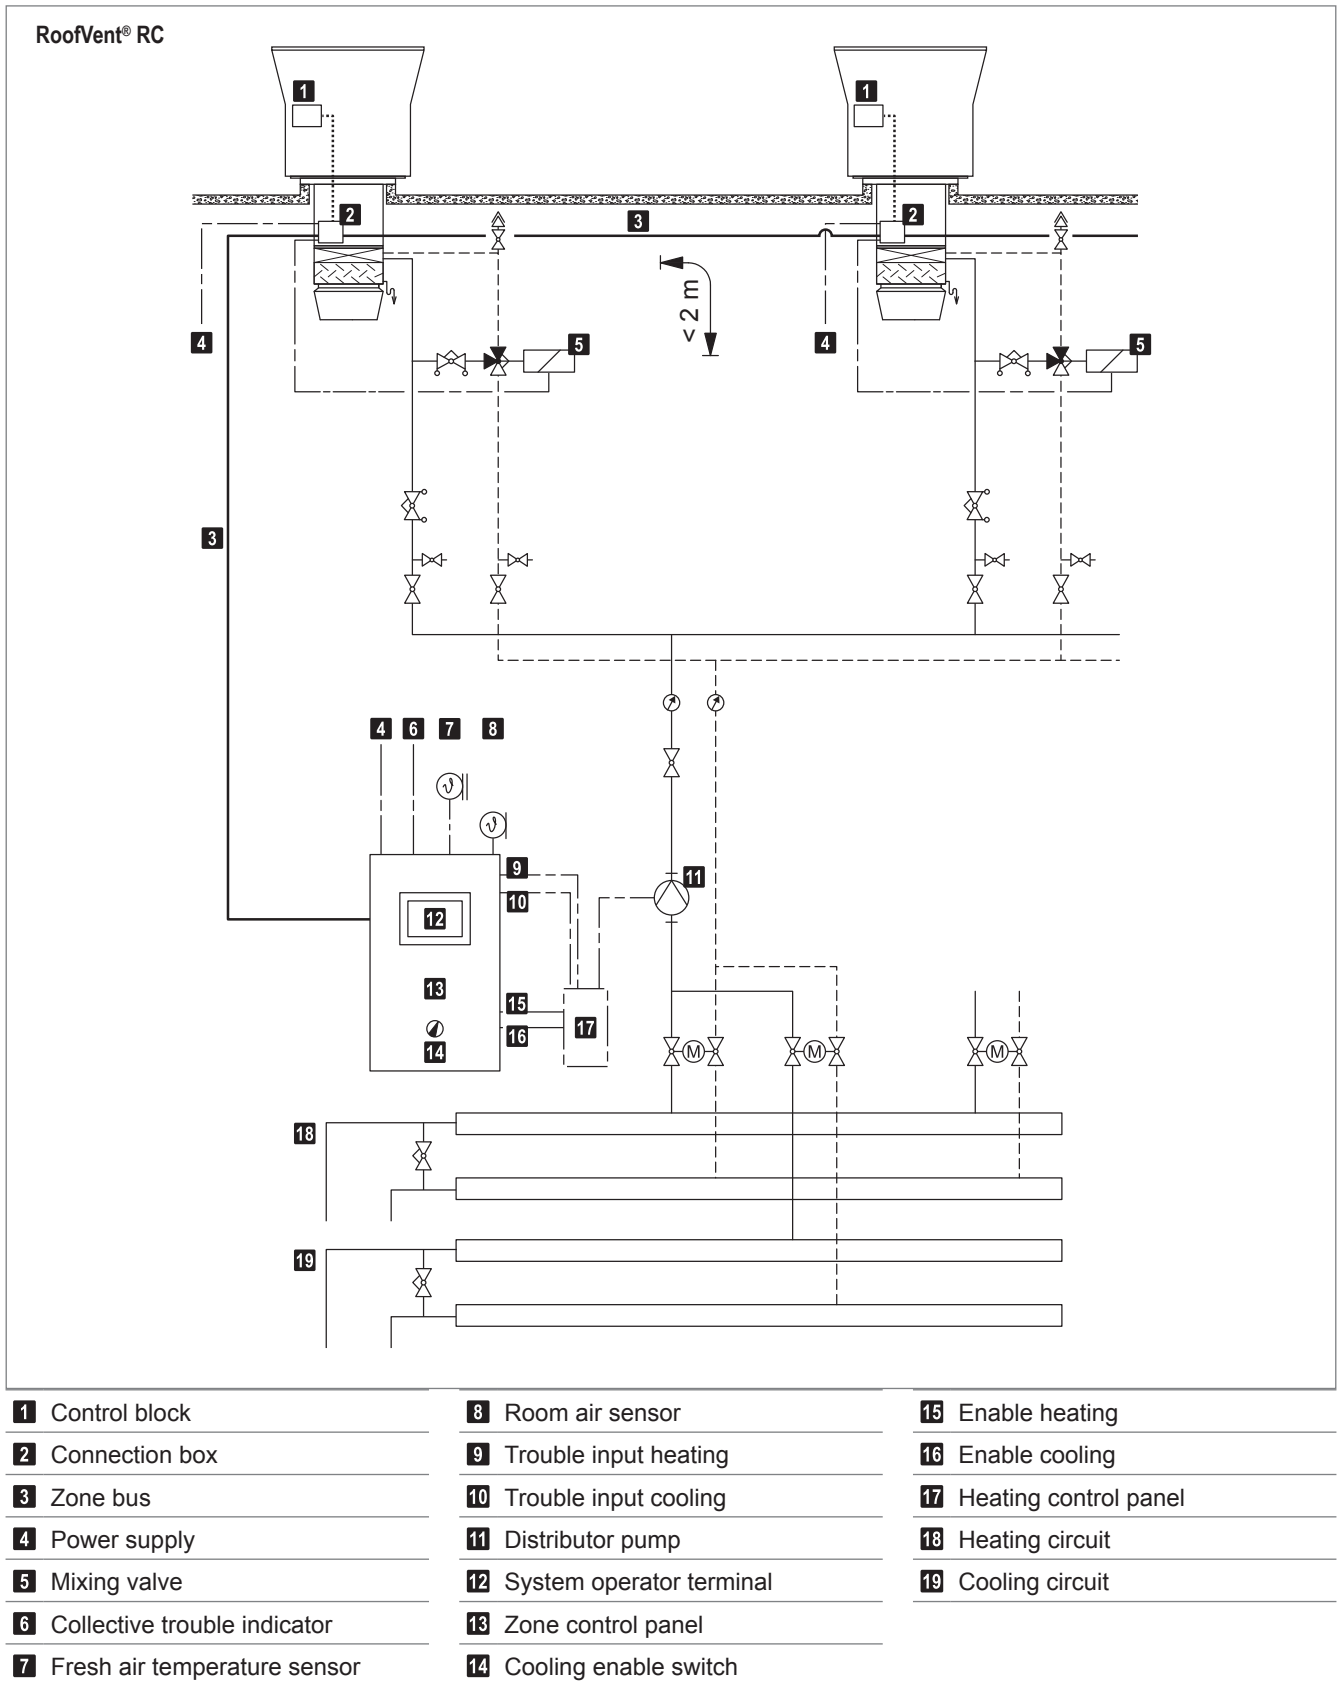 RoofVent® RC
1 1
2 2
3
< 2 m
4 4
5 5
3
4 6 7 8
ϑ
ϑ
9
11
10
12
13
15
17
16
14
M M M
18
19
1 Control block
2 Connection box
3 Zone bus
4 Power supply
5 Mixing valve
6 Collective trouble indicator
7 Fresh air temperature sensor
8 Room air sensor
9 Trouble input heating
10 Trouble input cooling
11 Distributor pump
12 System operator terminal
13 Zone control panel
14 Cooling enable switch
15 Enable heating
16 Enable cooling
17 Heating control panel
18 Heating circuit
19 Cooling circuit